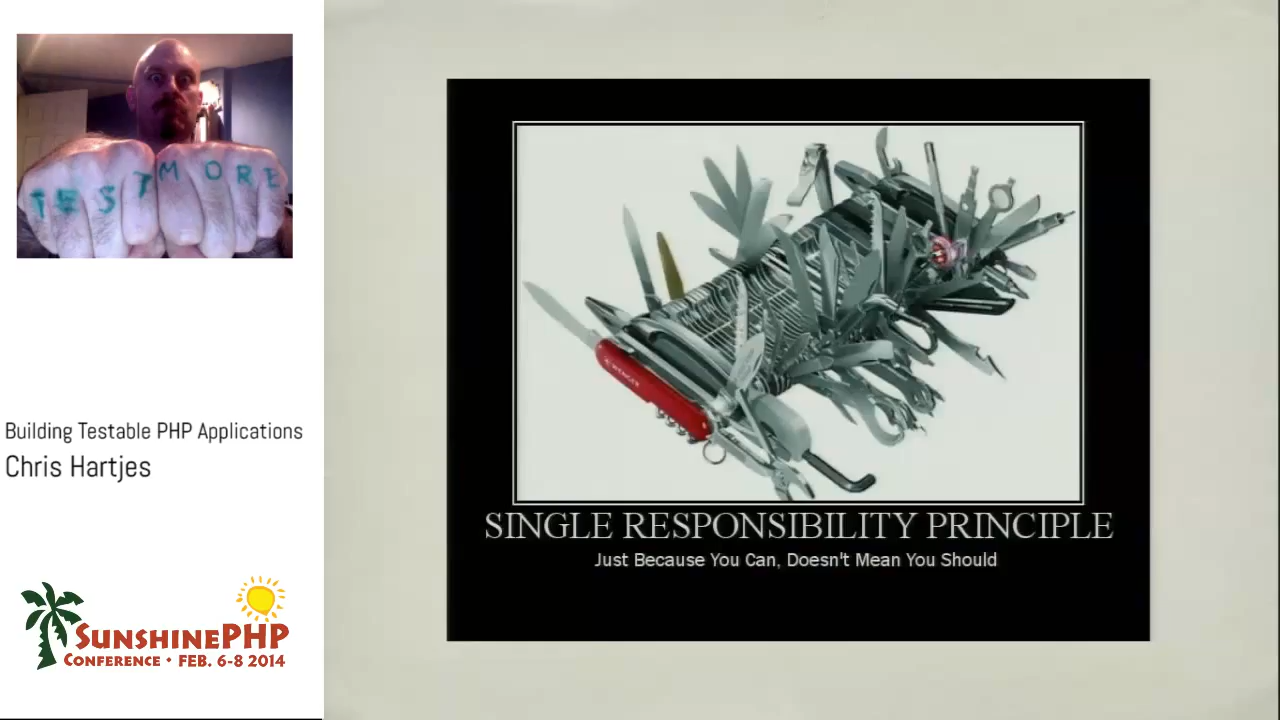 TEST MORE
Building Testable PHP Applications
Chris Hartjes
SUNSHINEPHP
CONFERENCE • FEB. 6-8 2014
WENGER
SINGLE RESPONSIBILITY PRINCIPLE
Just Because You Can, Doesn't Mean You Should